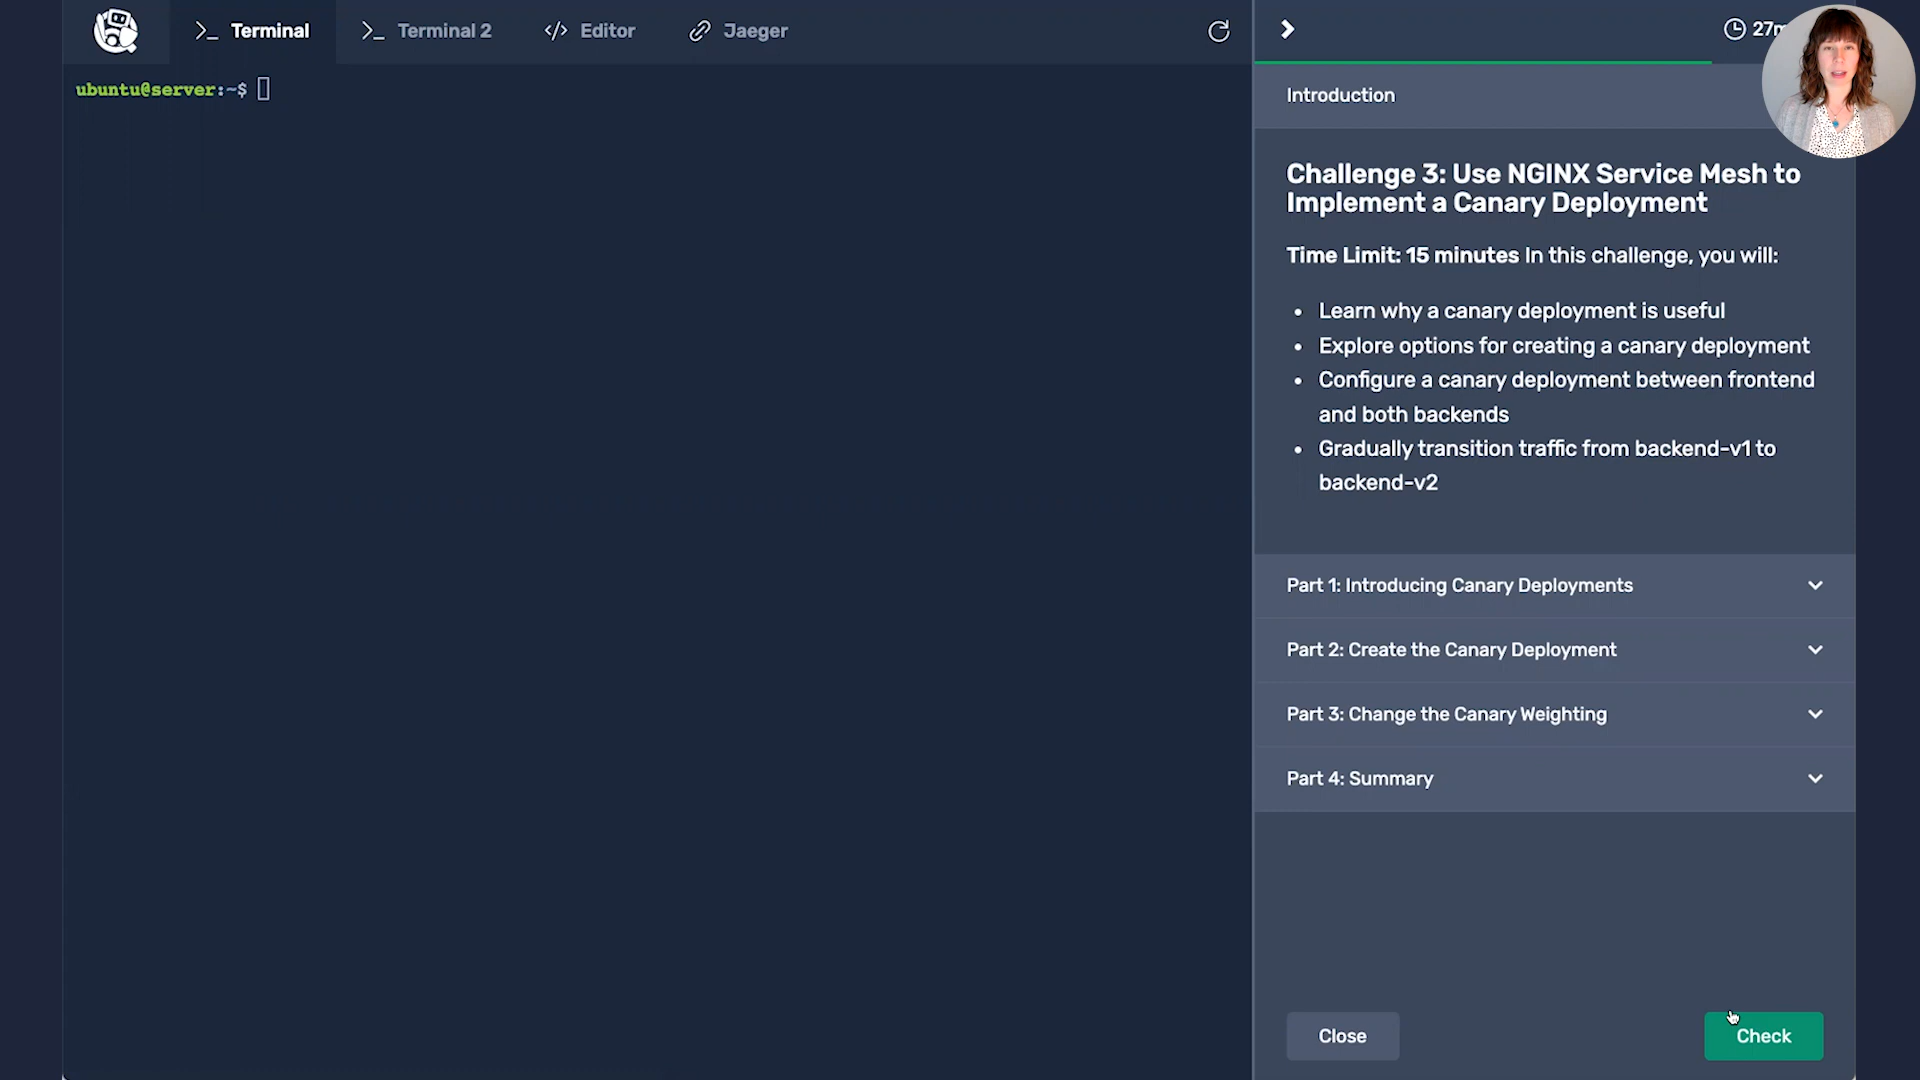 Terminal
Terminal 2
Editor
Jaeger
ubuntu@server:~$
Introduction
Challenge 3: Use NGINX Service Mesh to
Implement a Canary Deployment
Time Limit: 15 minutes In this challenge, you will:
• Learn why a canary deployment is useful
• Explore options for creating a canary deployment
• Configure a canary deployment between frontend
and both backends
• Gradually transition traffic from backend-v1 to
backend-v2
Part 1: Introducing Canary Deployments
Part 2: Create the Canary Deployment
Part 3: Change the Canary Weighting
Part 4: Summary
Close
Check